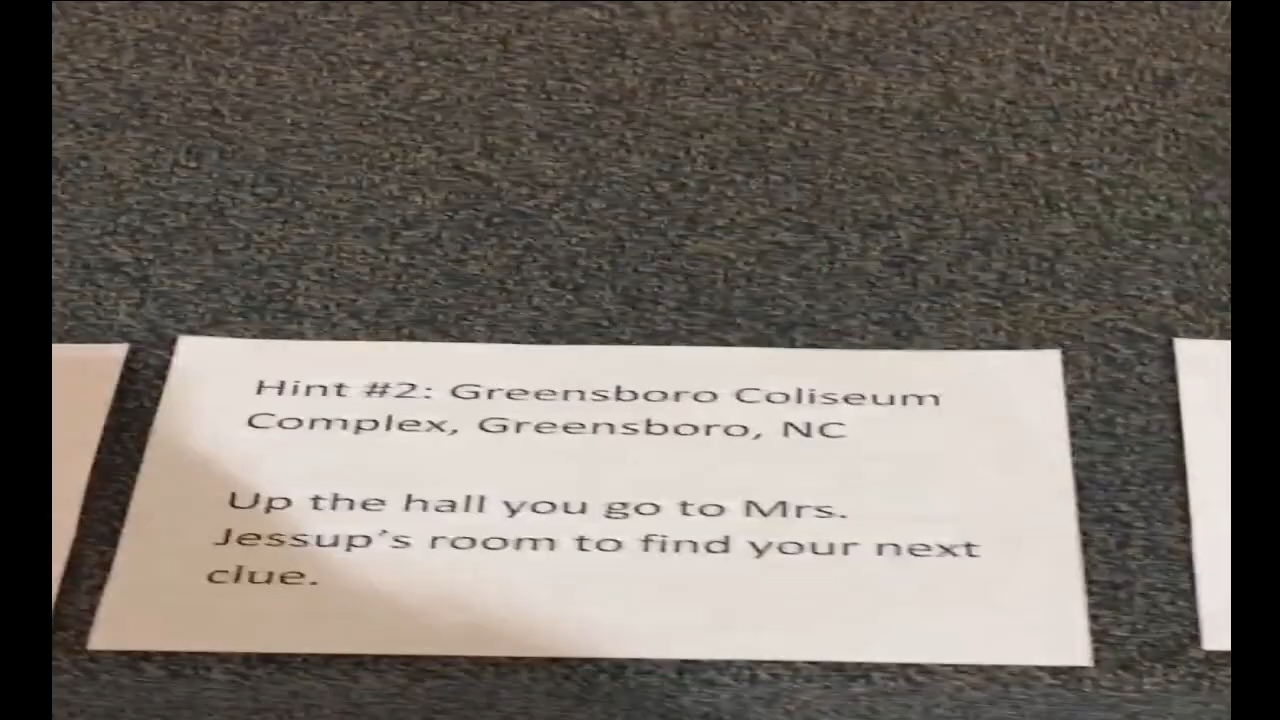 Hint #2: Greensboro Coliseum
Complex, Greensboro, NC
Up the hall you go to Mrs.
Jessup's room to find your next
clue.